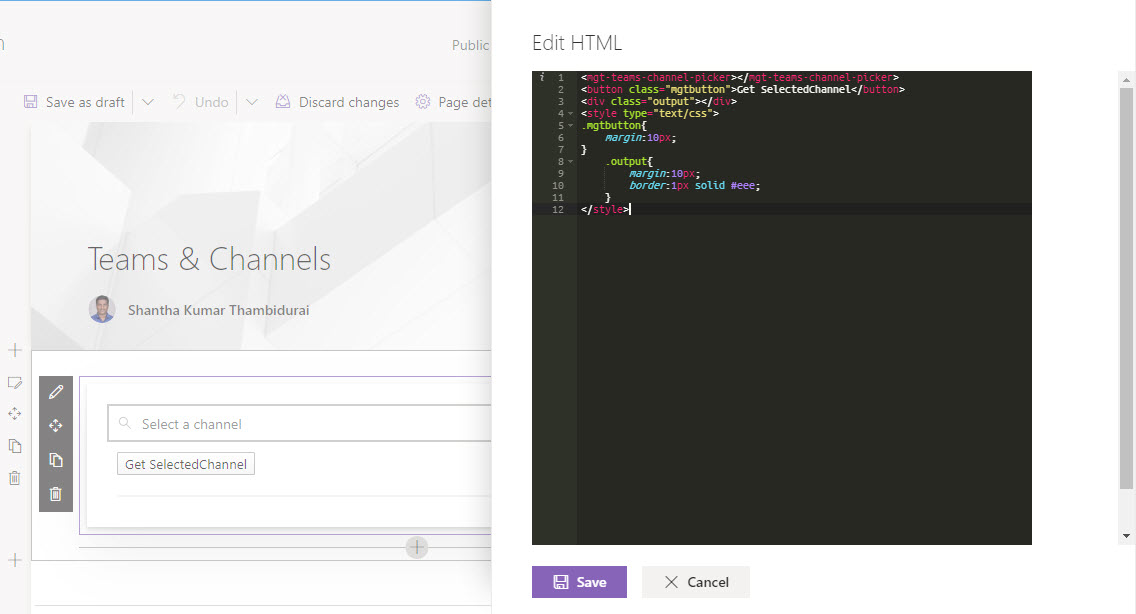 Public
Save as draft
Undo
Discard changes
Page det
Teams & Channels
Shantha Kumar Thambidurai
Select a channel
Get SelectedChannel
Edit HTML
i 1 <mgt-teams-channel-picker></mgt-teams-channel-picker>
2 <button class="mgtbutton">Get SelectedChannel</button>
3 <div class="output"></div>
4 <style type="text/css">
5 .mgtbutton{
6 margin:10px;
7 }
8 .output{
9 margin:10px;
10 border:1px solid #eee;
11 }
12 </style>
Save
Cancel